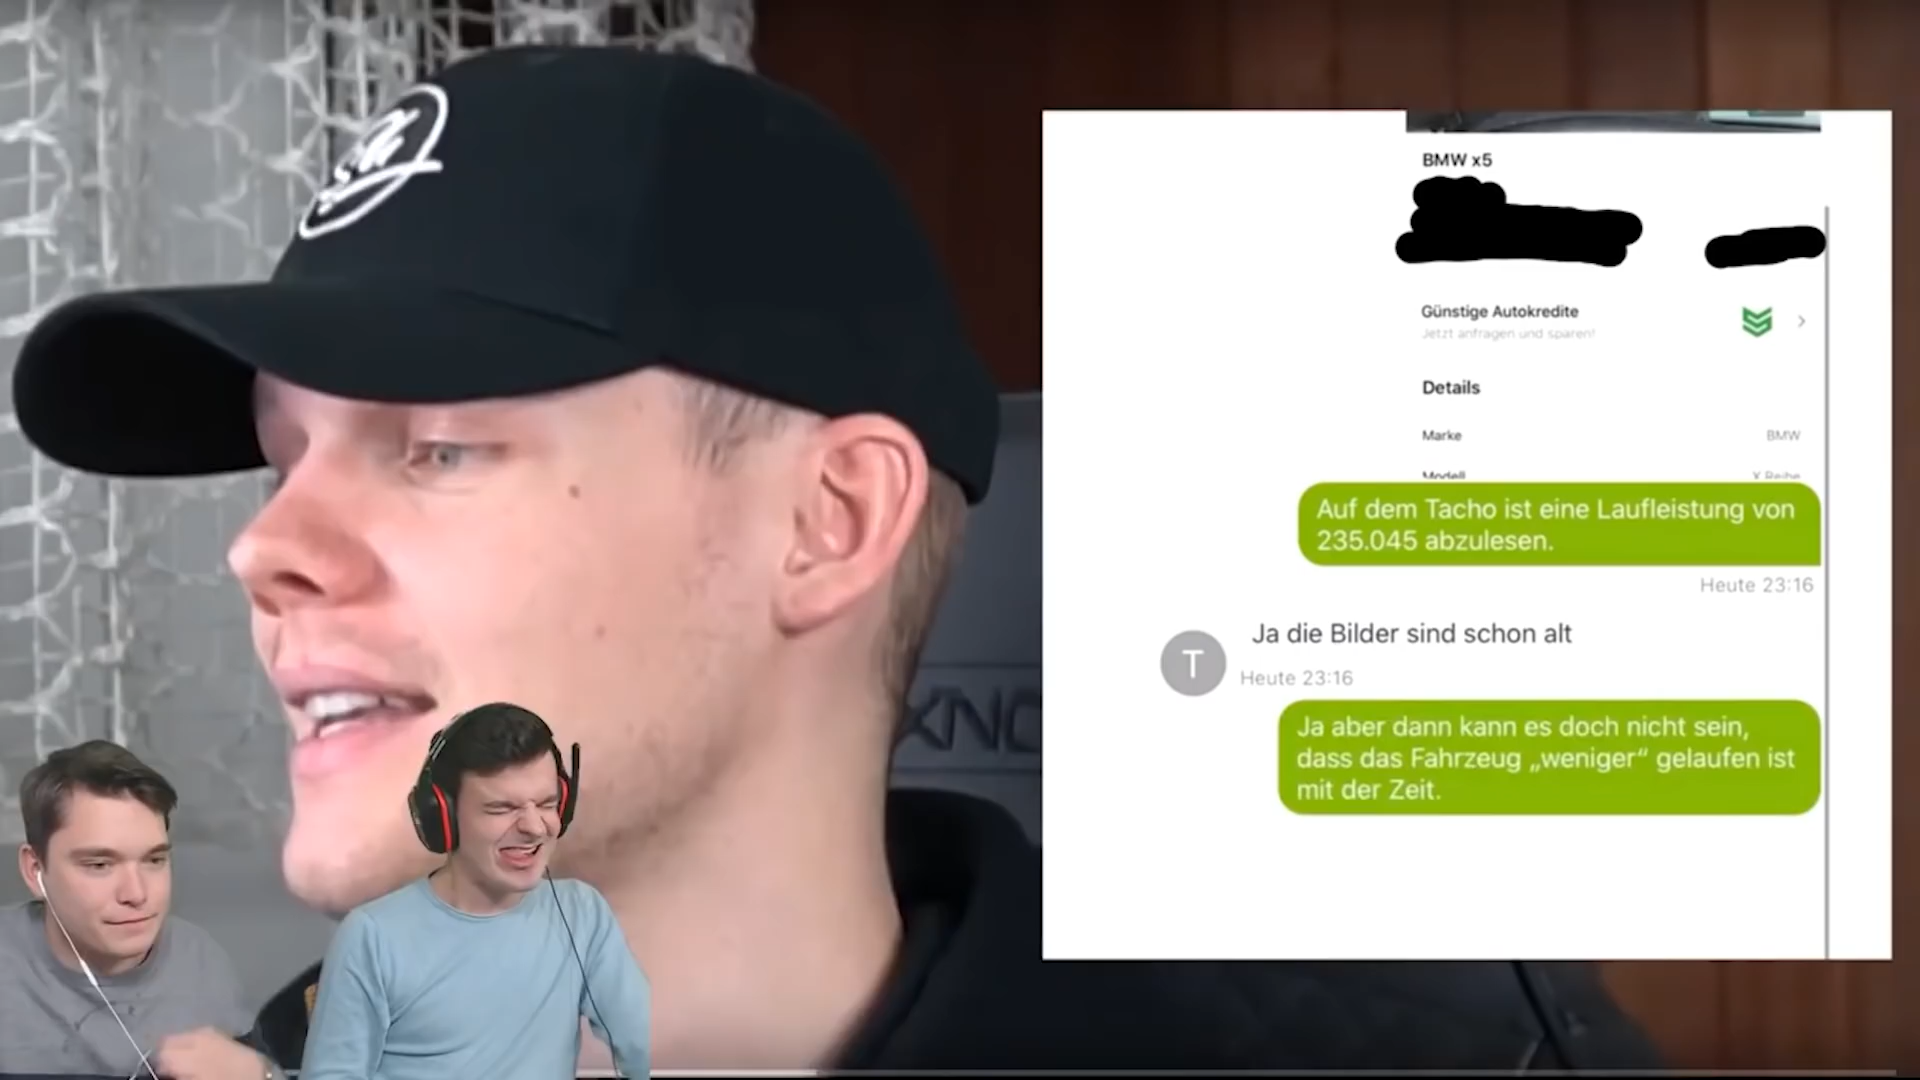 BMW x5
Günstige Autokredite
Jetzt anfragen und sparen!
Details
Marke
BMW
Modell
X Reihe
Auf dem Tacho ist eine Laufleistung von
235.045 abzulesen.
Heute 23:16
Ja die Bilder sind schon alt
T
Heute 23:16
Ja aber dann kann es doch nicht sein,
dass das Fahrzeug „weniger“ gelaufen ist
mit der Zeit.